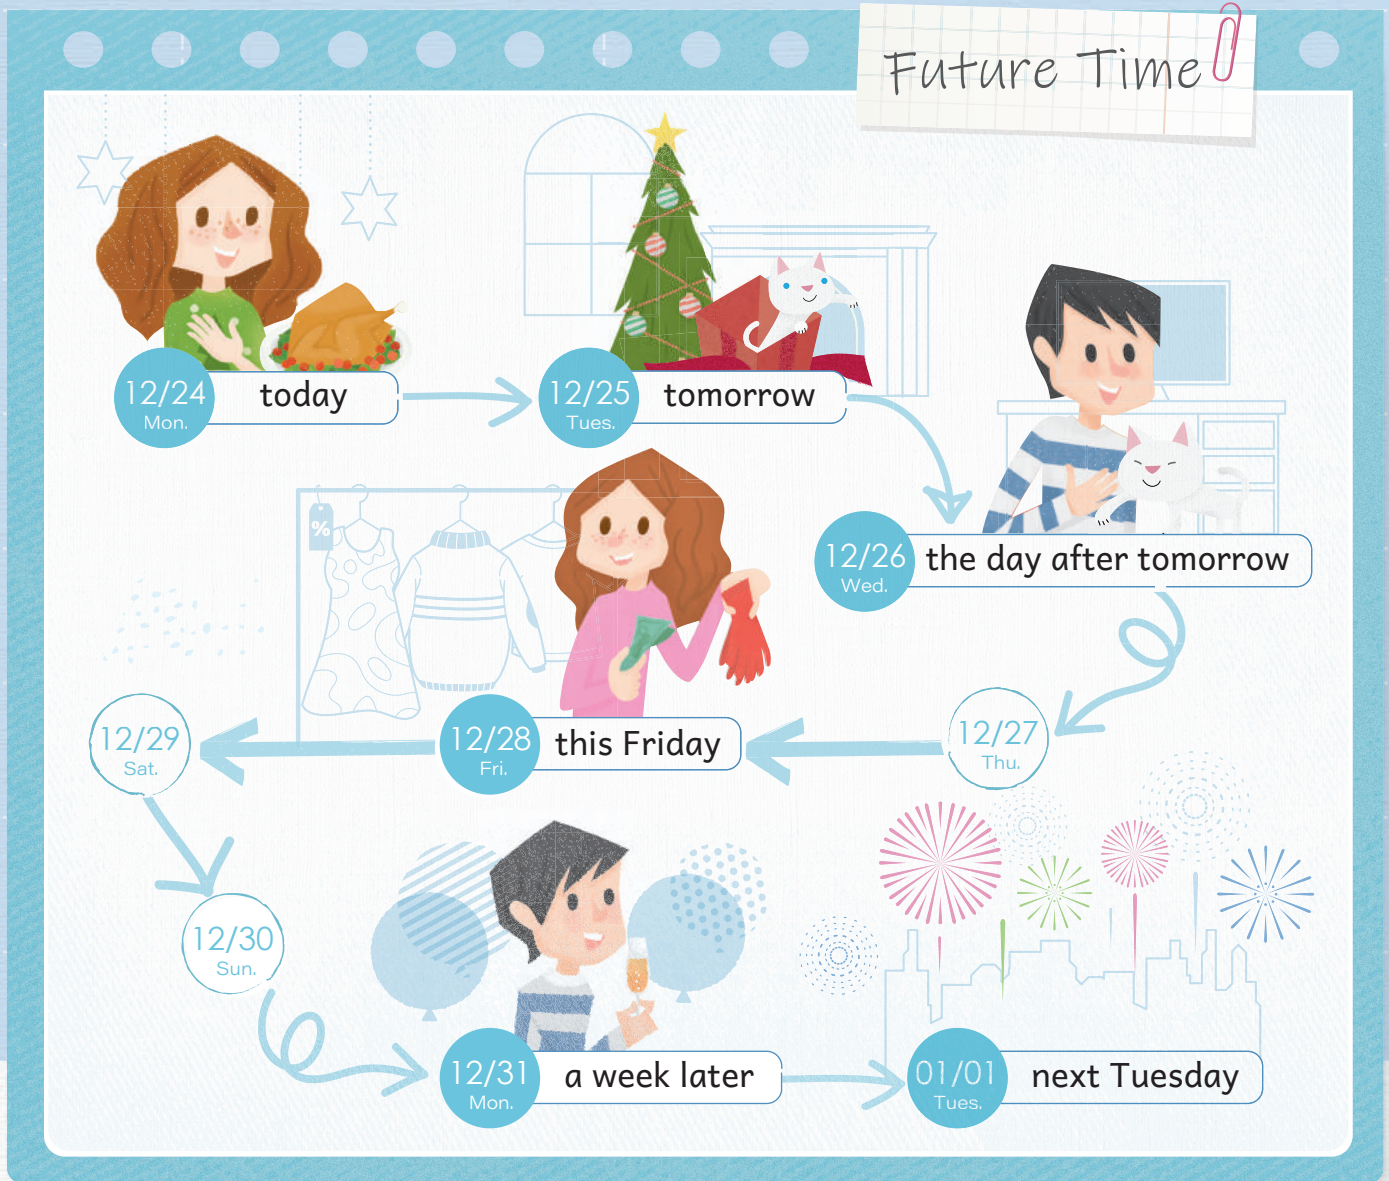 Future Time
12/24
Mon.
today
12/25
Tues.
tomorrow
12/26
Wed.
the day after tomorrow
12/27
Thu.
%
12/28
Fri.
this Friday
12/29
Sat.
12/30
Sun.
12/31
Mon.
a week later
01/01
Tues.
next Tuesday